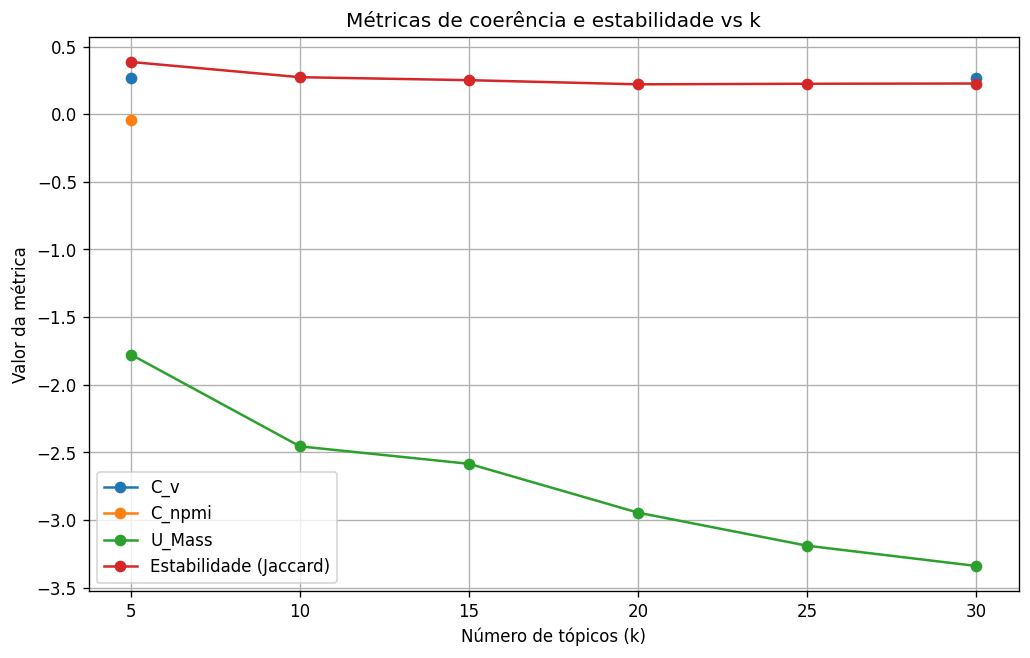 Métricas de coerência e estabilidade vs k
Valor da métrica
0.5
0.0
−0.5
−1.0
−1.5
−2.0
−2.5
−3.0
−3.5
C_v
C_npmi
U_Mass
Estabilidade (Jaccard)
5 10 15 20 25 30
Número de tópicos (k)